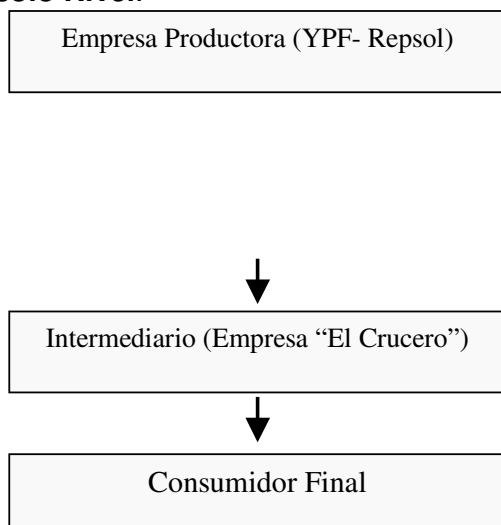 Empresa Productora (YPF- Repsol)
Intermediario (Empresa “El Crucero”)
Consumidor Final